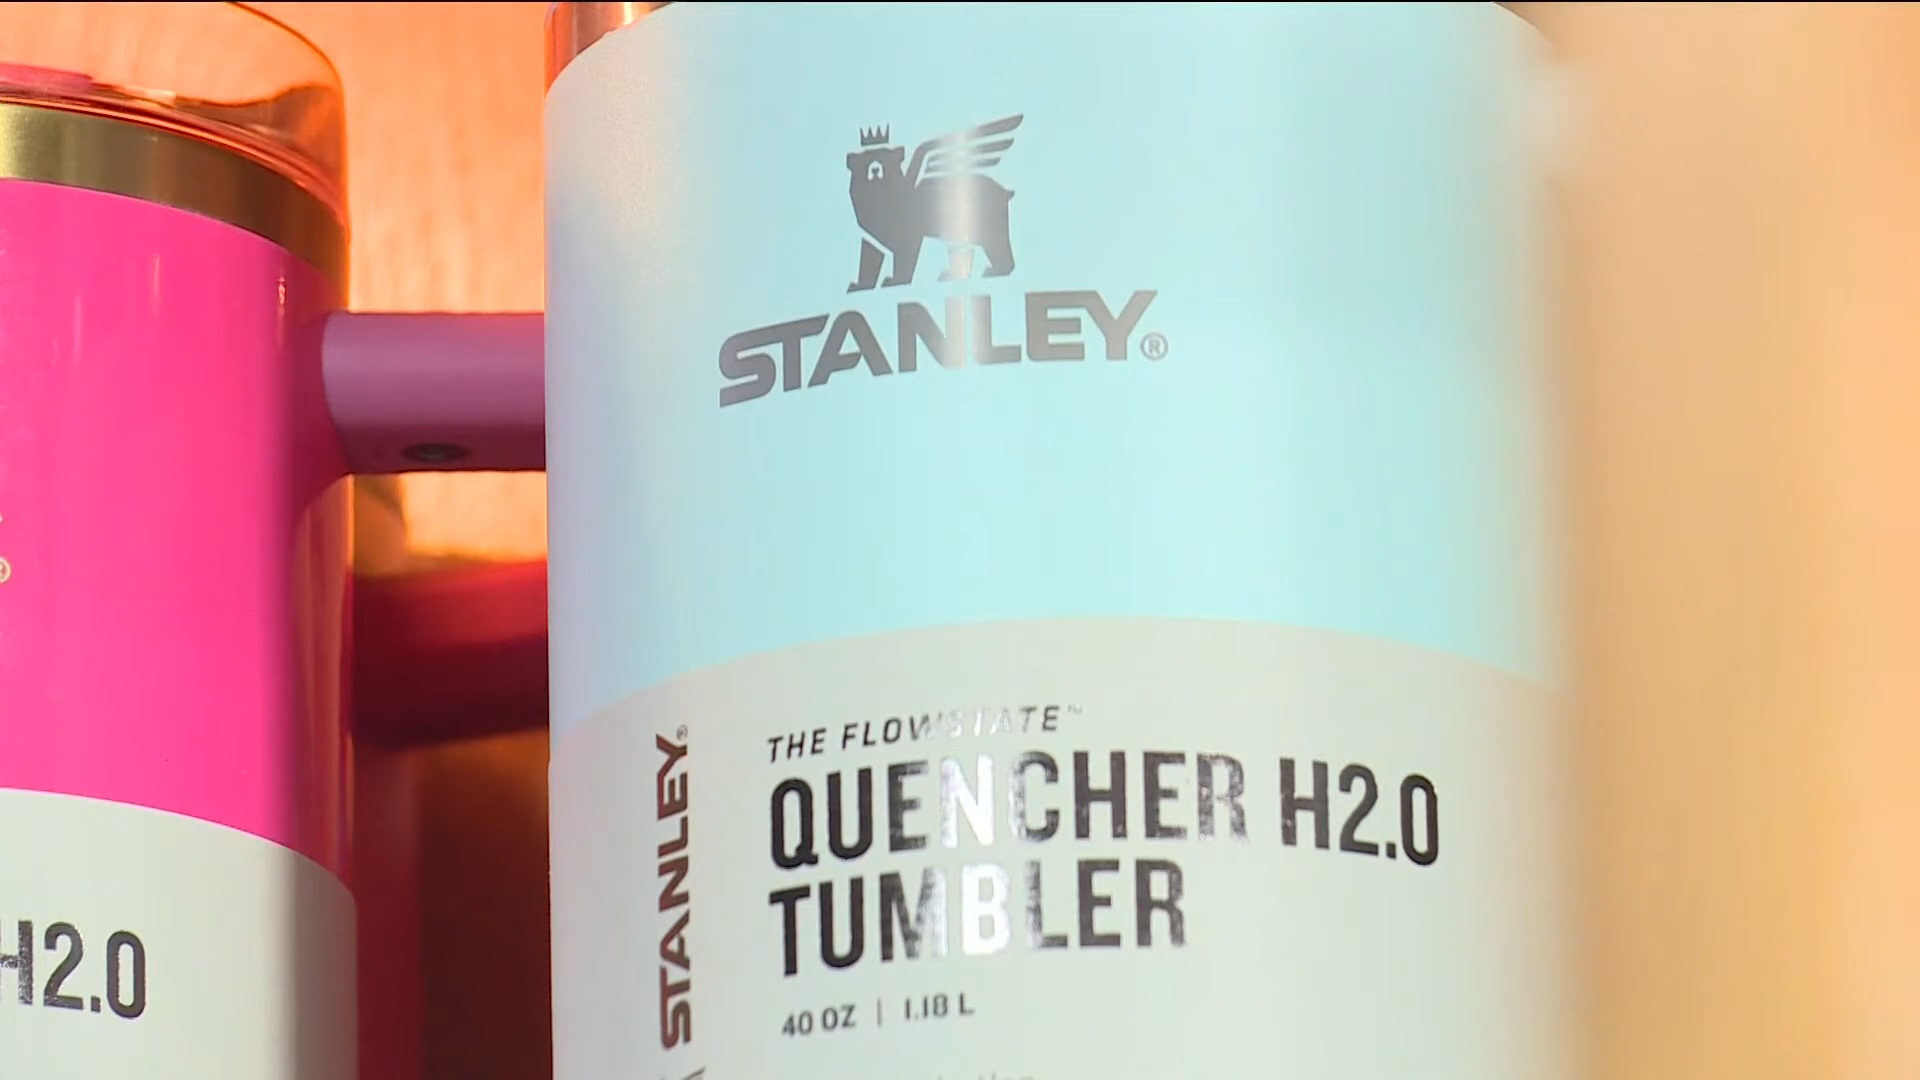 STANLEY®
THE FLOWSTATE™
QUENCHER H2.0
TUMBLER
40 OZ | 1.18 L
STANLEY®
H2.0